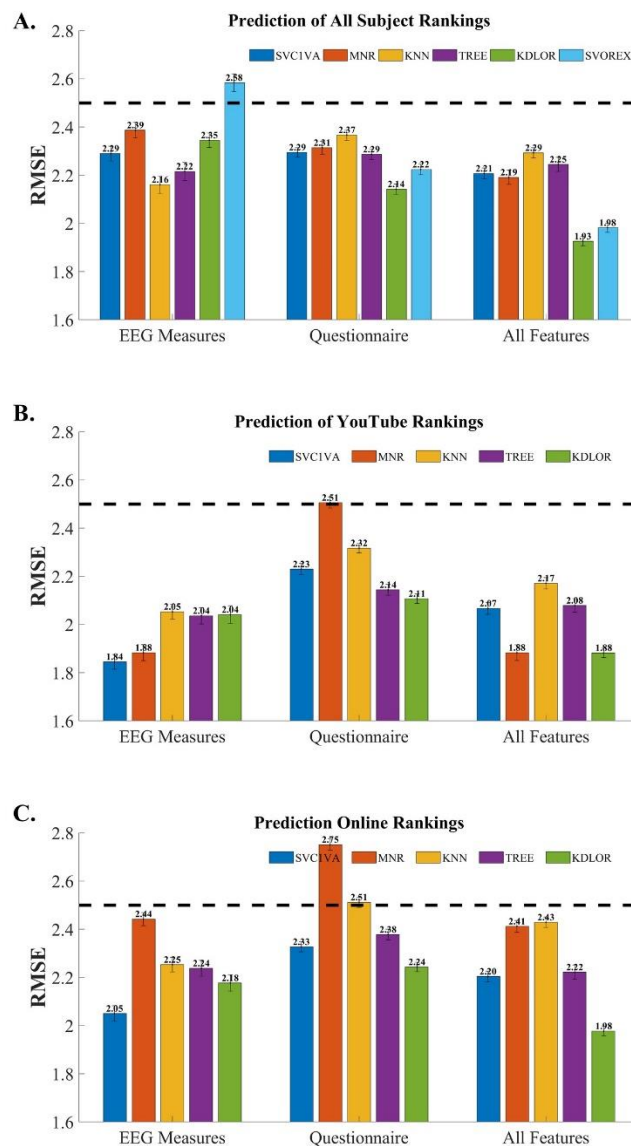 A.
Prediction of All Subject Rankings
2.8
SVC1VA MNR KNN TREE KDLOR SVOREX
2.6
2.58
2.4
2.29 2.39 2.16 2.22 2.35
2.29 2.31 2.37 2.29 2.14 2.22
2.21 2.19 2.29 2.25 1.93 1.98
2.2
RMSE
2
1.8
1.6
EEG Measures Questionnaire All Features
B.
Prediction of YouTube Rankings
2.8
SVC1VA MNR KNN TREE KDLOR
2.6
2.4
1.84 1.88 2.05 2.04 2.04
2.23 2.51 2.32 2.14 2.11
2.07 1.88 2.17 2.08 1.88
2.2
RMSE
2
1.8
1.6
EEG Measures Questionnaire All Features
C.
Prediction Online Rankings
2.8
SVC1VA MNR KNN TREE KDLOR
2.6
2.4
2.05 2.44 2.25 2.24 2.18
2.33 2.75 2.51 2.38 2.24
2.20 2.41 2.43 2.22 1.98
2.2
RMSE
2
1.8
1.6
EEG Measures Questionnaire All Features